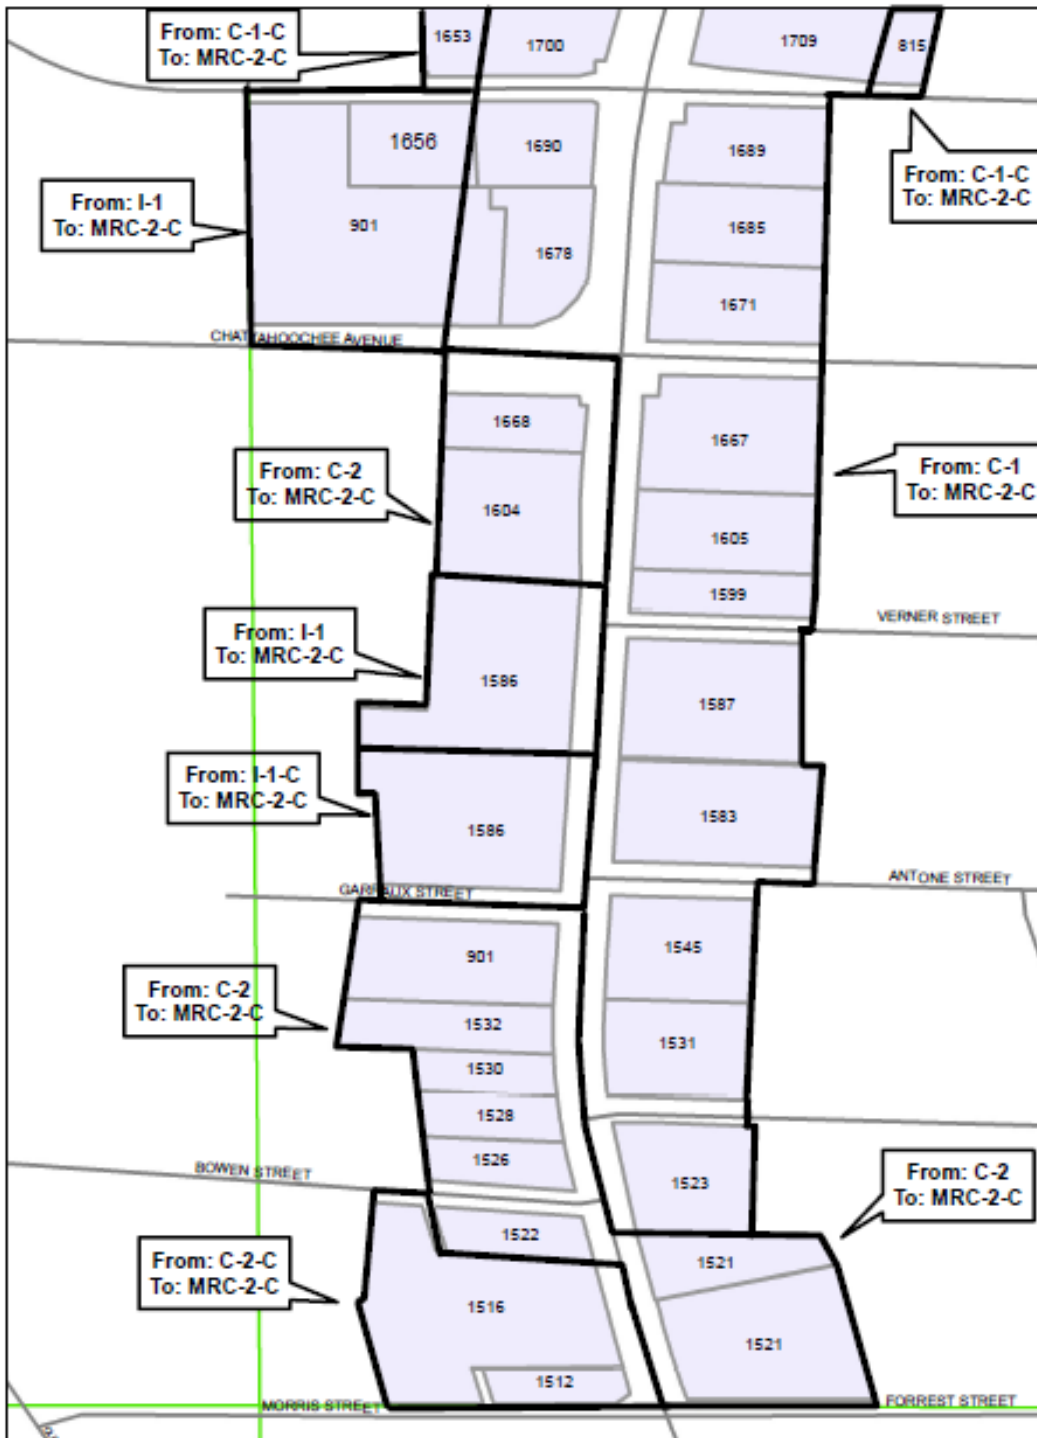 From: C-1-C
To: MRC-2-C
1653
1700
1709
815
1656
1690
1689
From: C-1-C
To: MRC-2-C
From: I-1
To: MRC-2-C
901
1678
1685
1671
CHATTAHOOCHEE AVENUE
1668
1667
From: C-2
To: MRC-2-C
From: C-1
To: MRC-2-C
1604
1605
1599
VERNER STREET
From: I-1
To: MRC-2-C
1586
1587
From: I-1-C
To: MRC-2-C
1586
1583
GARRAUX STREET
ANTONE STREET
901
1545
From: C-2
To: MRC-2-C
1532
1531
1530
1528
1526
BOWEN STREET
1523
From: C-2
To: MRC-2-C
1522
1521
From: C-2-C
To: MRC-2-C
1516
1521
1512
MORRIS STREET
FORREST STREET